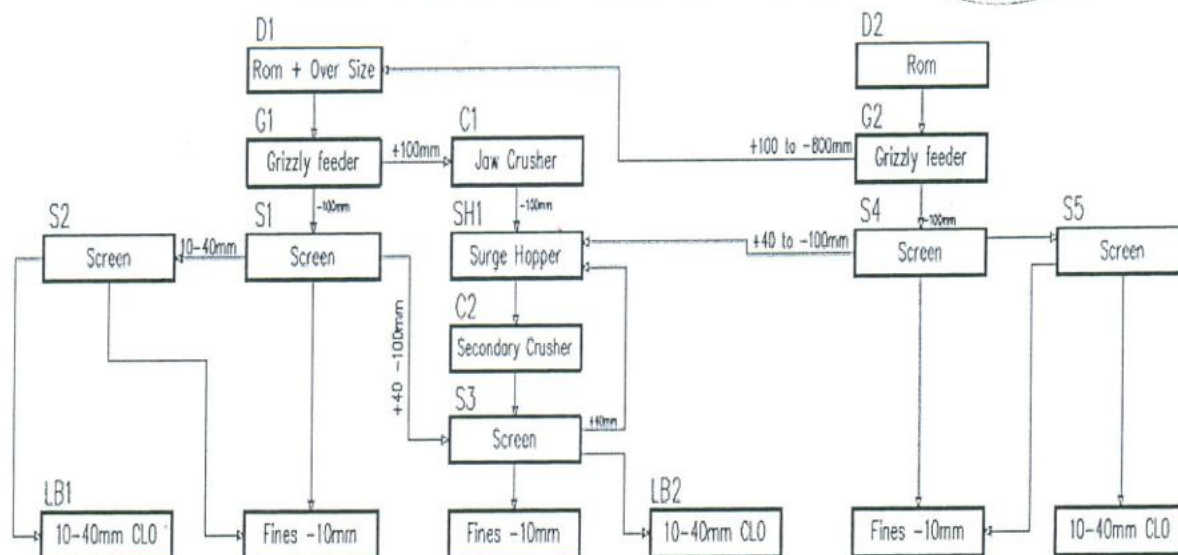 D1
Rom + Over Size
D2
Rom
G1
Grizzly feeder
+100mm
C1
Jaw Crusher
+100 to -800mm
G2
Grizzly feeder
-100mm
-100mm
-100mm
S2
Screen
10-40mm
S1
Screen
SH1
Surge Hopper
+40 to -100mm
S4
Screen
S5
Screen
+40 -100mm
C2
Secondary Crusher
S3
Screen
+40mm
LB1
10-40mm CLO
Fines -10mm
Fines -10mm
LB2
10-40mm CLO
Fines -10mm
10-40mm CLO